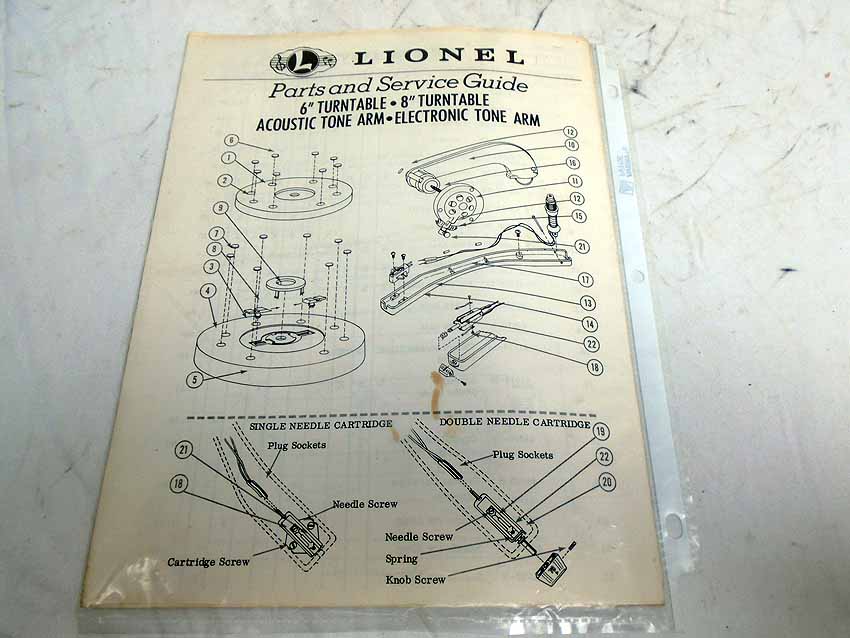 L LIONEL
Parts and Service Guide
6" TURNTABLE • 8" TURNTABLE
ACOUSTIC TONE ARM • ELECTRONIC TONE ARM
6
1
2
9
7
8
3
4
5
12
10
16
11
12
15
21
17
13
14
22
18
SINGLE NEEDLE CARTRIDGE
Plug Sockets
21
18
Needle Screw
Cartridge Screw
DOUBLE NEEDLE CARTRIDGE
19
Plug Sockets
22
20
Needle Screw
Spring
Knob Screw